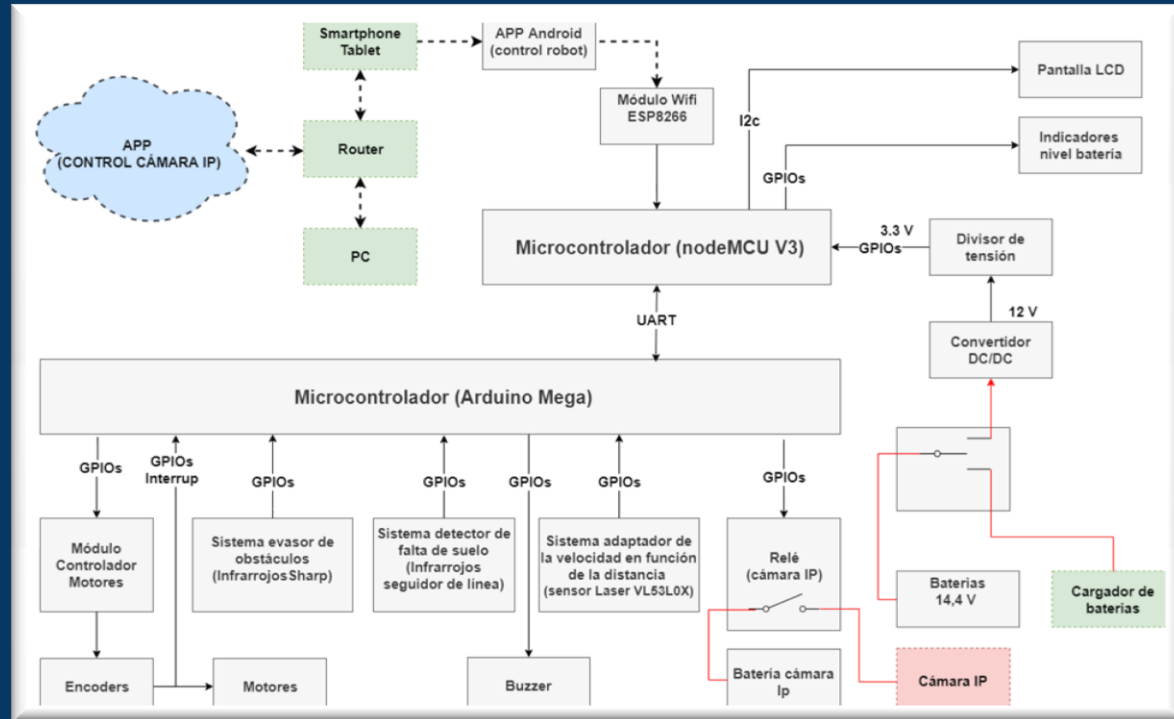 Smartphone
Tablet
APP Android
(control robot)
Pantalla LCD
Módulo Wifi
ESP8266
I2c
APP
(CONTROL CÁMARA IP)
Router
Indicadores
nivel batería
GPIOs
PC
Microcontrolador (nodeMCU V3)
3.3 V
GPIOs
Divisor de
tensión
12 V
UART
Convertidor
DC/DC
Microcontrolador (Arduino Mega)
GPIOs
GPIOs
Interrup
GPIOs
GPIOs
GPIOs
GPIOs
GPIOs
Módulo
Controlador
Motores
Sistema evasor de
obstáculos
(Infrarrojos Sharp)
Sistema detector de
falta de suelo
(Infrarrojos
seguidor de línea)
Sistema adaptador de
la velocidad en función
de la distancia
(sensor Laser VL53L0X)
Relé
(cámara IP)
Baterias
14,4 V
Cargador de
baterias
Encoders
Motores
Buzzer
Batería cámara
Ip
Cámara IP